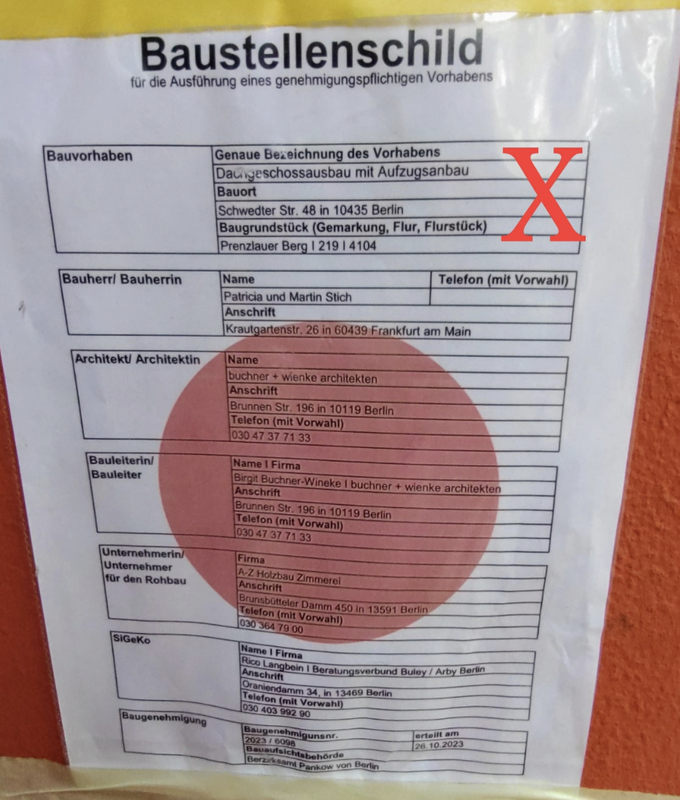 Baustellenschild
für die Ausführung eines genehmigungspflichtigen Vorhabens
Bauvorhaben
Genaue Bezeichnung des Vorhabens
Dachgeschossausbau mit Aufzugsanbau
Bauort
Schwedter Str. 48 in 10435 Berlin
Baugrundstück (Gemarkung, Flur, Flurstück)
Prenzlauer Berg I 219 I 4104
X
Bauherr/ Bauherrin
Name Telefon (mit Vorwahl)
Patricia und Martin Stich
Anschrift
Krautgartenstr. 26 in 60439 Frankfurt am Main
Architekt/ Architektin
Name
buchner + wienke architekten
Anschrift
Brunnen Str. 196 in 10119 Berlin
Telefon (mit Vorwahl)
030 47 37 71 33
Bauleiterin/
Bauleiter
Name I Firma
Birgit Buchner-Wineke I buchner + wienke architekten
Anschrift
Brunnen Str. 196 in 10119 Berlin
Telefon (mit Vorwahl)
030 47 37 71 33
Unternehmerin/
Unternehmer
für den Rohbau
Firma
A-Z Holzbau Zimmerei
Anschrift
Brunsbütteler Damm 450 in 13591 Berlin
Telefon (mit Vorwahl)
030 364 79 00
SiGeKo
Name I Firma
Rico Langbein I Beratungsverbund Buley / Arby Berlin
Anschrift
Oraniendamm 34, in 13469 Berlin
Telefon (mit Vorwahl)
030 403 992 90
Baugenehmigung
Baugenehmigunsnr. erteilt am
2023 / 6098 26.10.2023
Bauaufsichtsbehörde
Berzirksamt Pankow von Berlin